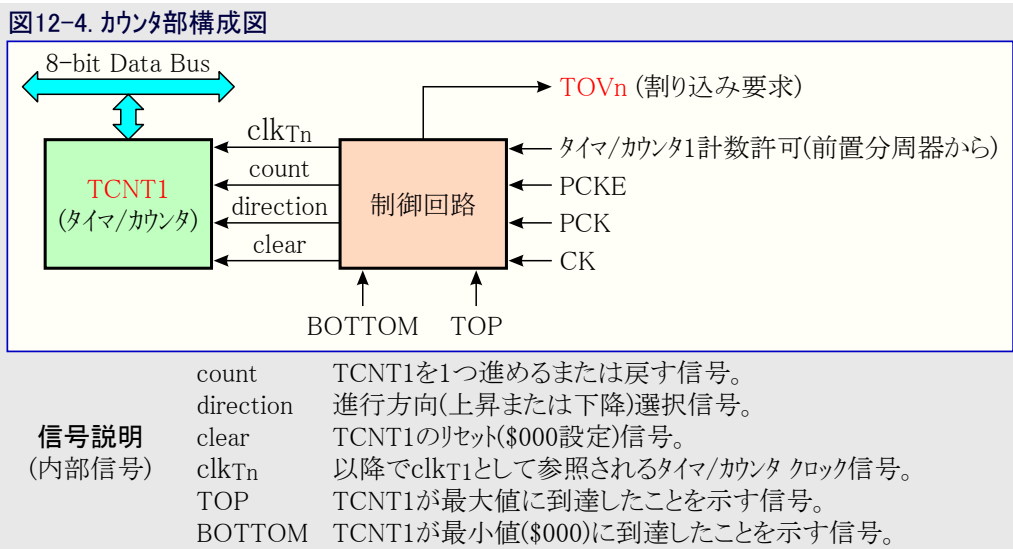 図12-4. カウンタ部構成図
8-bit Data Bus
TOVn (割り込み要求)
clkTn
タイマ/カウンタ1計数許可(前置分周器から)
count
TCNT1
(タイマ/カウンタ)
制御回路
PCKE
direction
PCK
clear
CK
BOTTOM TOP
信号説明
(内部信号)
count TCNT1を1つ進めるまたは戻す信号。
direction 進行方向(上昇または下降)選択信号。
clear TCNT1のリセット($000設定)信号。
clkTn 以降でclkT1として参照されるタイマ/カウンタ クロック信号。
TOP TCNT1が最大値に到達したことを示す信号。
BOTTOM TCNT1が最小値($000)に到達したことを示す信号。